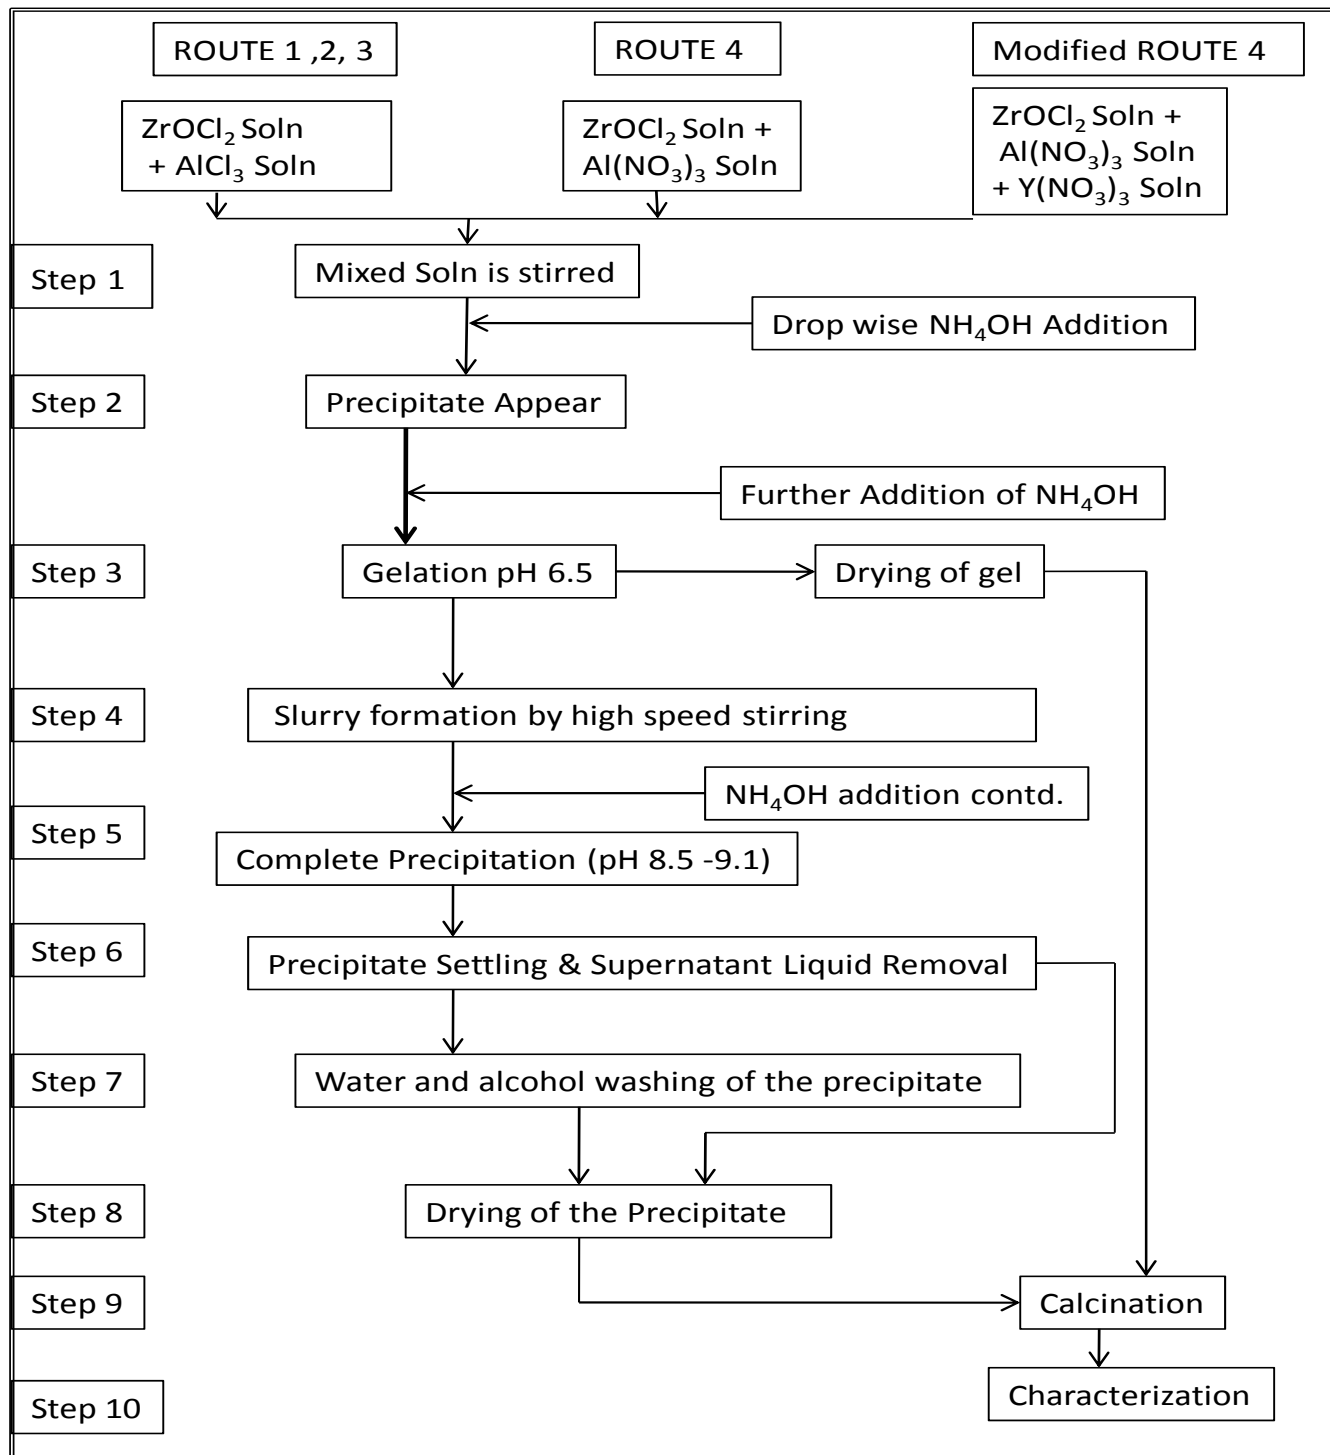 ROUTE 1 ,2, 3
ROUTE 4
Modified ROUTE 4
ZrOCl₂ Soln
+ AlCl₃ Soln
ZrOCl₂ Soln +
Al(NO₃)₃ Soln
ZrOCl₂ Soln +
Al(NO₃)₃ Soln
+ Y(NO₃)₃ Soln
Step 1
Mixed Soln is stirred
Drop wise NH₄OH Addition
Step 2
Precipitate Appear
Further Addition of NH₄OH
Step 3
Gelation pH 6.5
Drying of gel
Step 4
Slurry formation by high speed stirring
NH₄OH addition contd.
Step 5
Complete Precipitation (pH 8.5 -9.1)
Step 6
Precipitate Settling & Supernatant Liquid Removal
Step 7
Water and alcohol washing of the precipitate
Step 8
Drying of the Precipitate
Step 9
Calcination
Characterization
Step 10